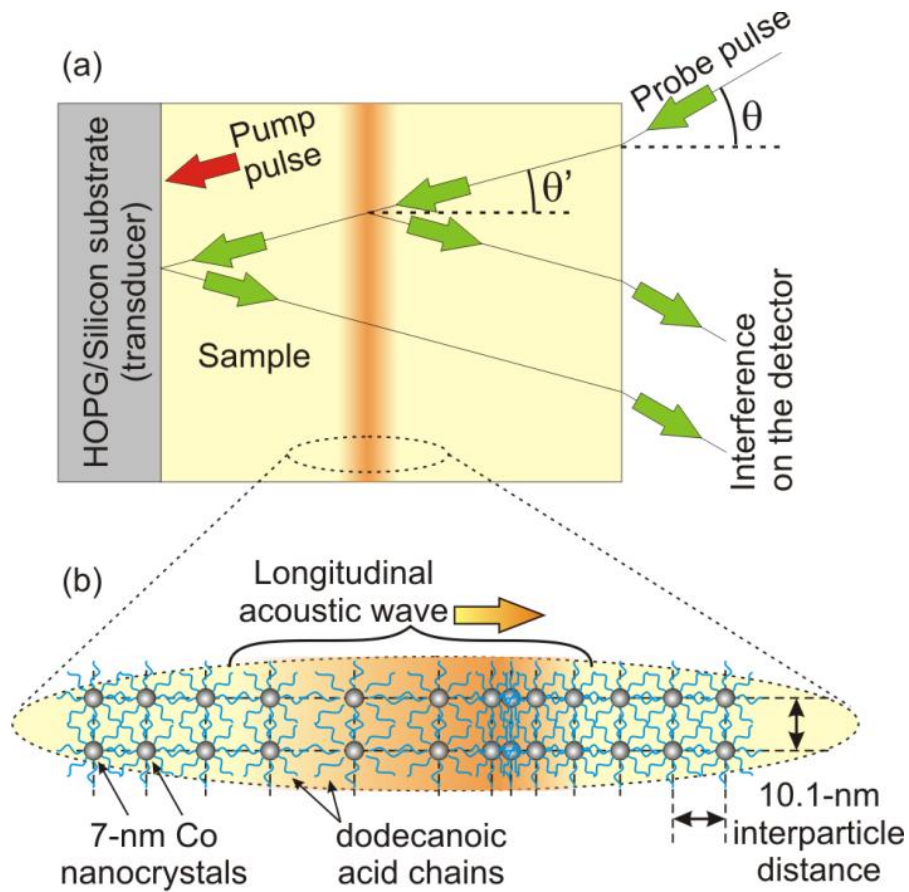 (a)
Probe pulse
θ
Pump
pulse
θ'
HOPG/Silicon substrate
(transducer)
Sample
Interference
on the detector
(b)
Longitudinal
acoustic wave
7-nm Co
nanocrystals
dodecanoic
acid chains
10.1-nm
interparticle
distance